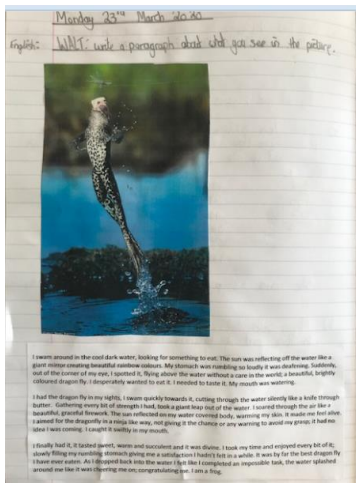 Monday 23rd March 2020
English: WALT: write a paragraph about what you see in the picture.
I swam around in the cool dark water, looking for something to eat. The sun was reflecting off the water like a
giant mirror creating beautiful rainbow colours. My stomach was rumbling so loudly it was deafening. Suddenly,
out of the corner of my eye, I spotted it, flying above the water without a care in the world; a beautiful, brightly
coloured dragon fly. I desperately wanted to eat it. I needed to taste it. My mouth was watering.
I had the dragon fly in my sights, I swam quickly towards it, cutting through the water silently like a knife through
butter. Gathering every bit of strength I had, took a giant leap out of the water. I soared through the air like a
beautiful, graceful firework. The sun reflected on my water covered body, warming my skin. It made me feel alive.
I aimed for the dragonfly in a ninja like way, not giving it the chance or any warning to avoid my grasp; it had no
idea I was coming. I caught it swiftly in my mouth.
I finally had it, it tasted sweet, warm and succulent and it was divine. I took my time and enjoyed every bit of it;
slowly filling my rumbling stomach giving me a satisfaction I hadn't felt in a while. It was by far the best dragon fly
I have ever eaten. As I dropped back into the water I felt like I completed an impossible task, the water splashed
around me like it was cheering me on; congratulating me. I am a frog.